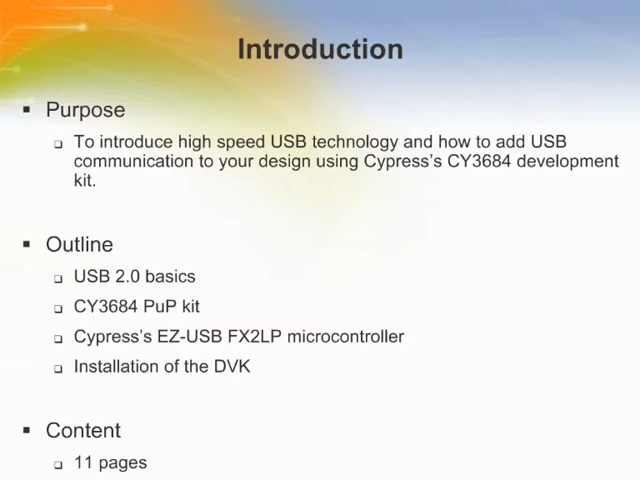 Introduction
Purpose
To introduce high speed USB technology and how to add USB
communication to your design using Cypress's CY3684 development
kit.
Outline
USB 2.0 basics
CY3684 PuP kit
Cypress's EZ-USB FX2LP microcontroller
Installation of the DVK
Content
11 pages